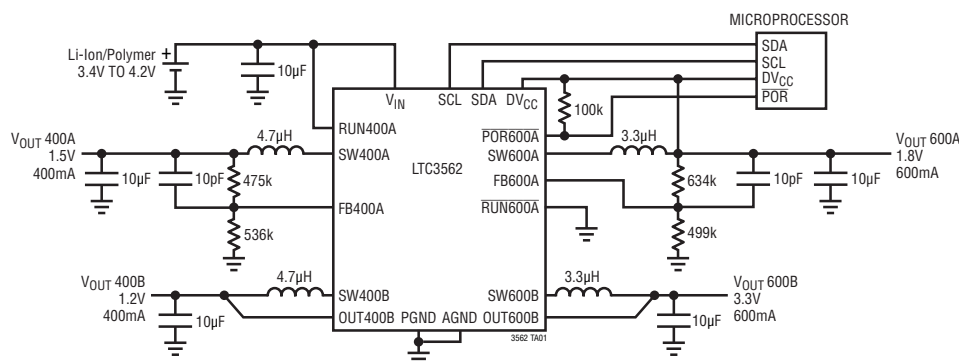 MICROPROCESSOR
SDA
SCL
DVCC
POR
Li-Ion/Polymer +
3.4V TO 4.2V
10µF
VIN
SCL
SDA
DVCC
100k
RUN400A
POR600A
VOUT 400A
1.5V
400mA
4.7µH
SW400A
LTC3562
SW600A
3.3µH
VOUT 600A
1.8V
600mA
10µF
10pF
475k
FB400A
536k
FB600A
RUN600A
634k
499k
10pF
10µF
VOUT 400B
1.2V
400mA
10µF
4.7µH
SW400B
OUT400B
PGND
AGND
SW600B
OUT600B
3.3µH
VOUT 600B
3.3V
600mA
10µF
3562 TA01